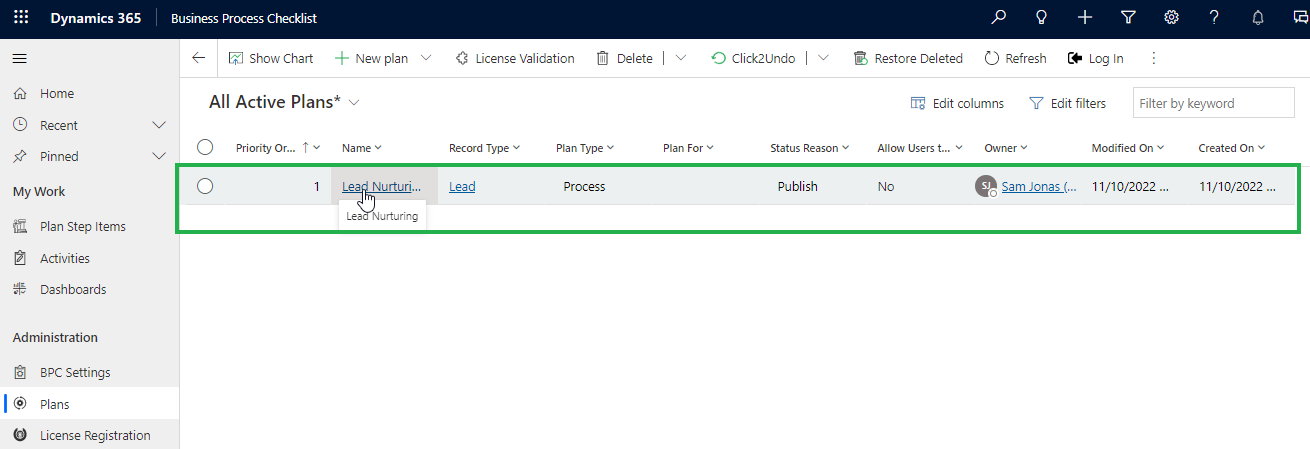 Dynamics 365 Business Process Checklist
Show Chart New plan License Validation Delete Click2Undo Restore Deleted Refresh Log In
Home
Recent
Pinned
My Work
Plan Step Items
Activities
Dashboards
Administration
BPC Settings
Plans
License Registration
All Active Plans*
Edit columns Edit filters Filter by keyword
Priority Or... Name Record Type Plan Type Plan For Status Reason Allow Users t... Owner Modified On Created On
1 Lead Nurturi... Lead Process Publish No SJ Sam Jonas (... 11/10/2022 ... 11/10/2022 ...
Lead Nurturing